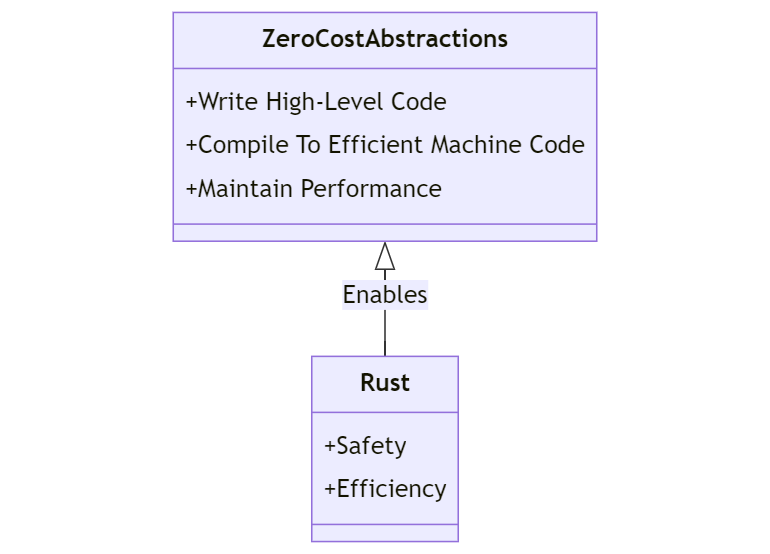 ZeroCostAbstractions
+Write High-Level Code
+Compile To Efficient Machine Code
+Maintain Performance
Enables
Rust
+Safety
+Efficiency